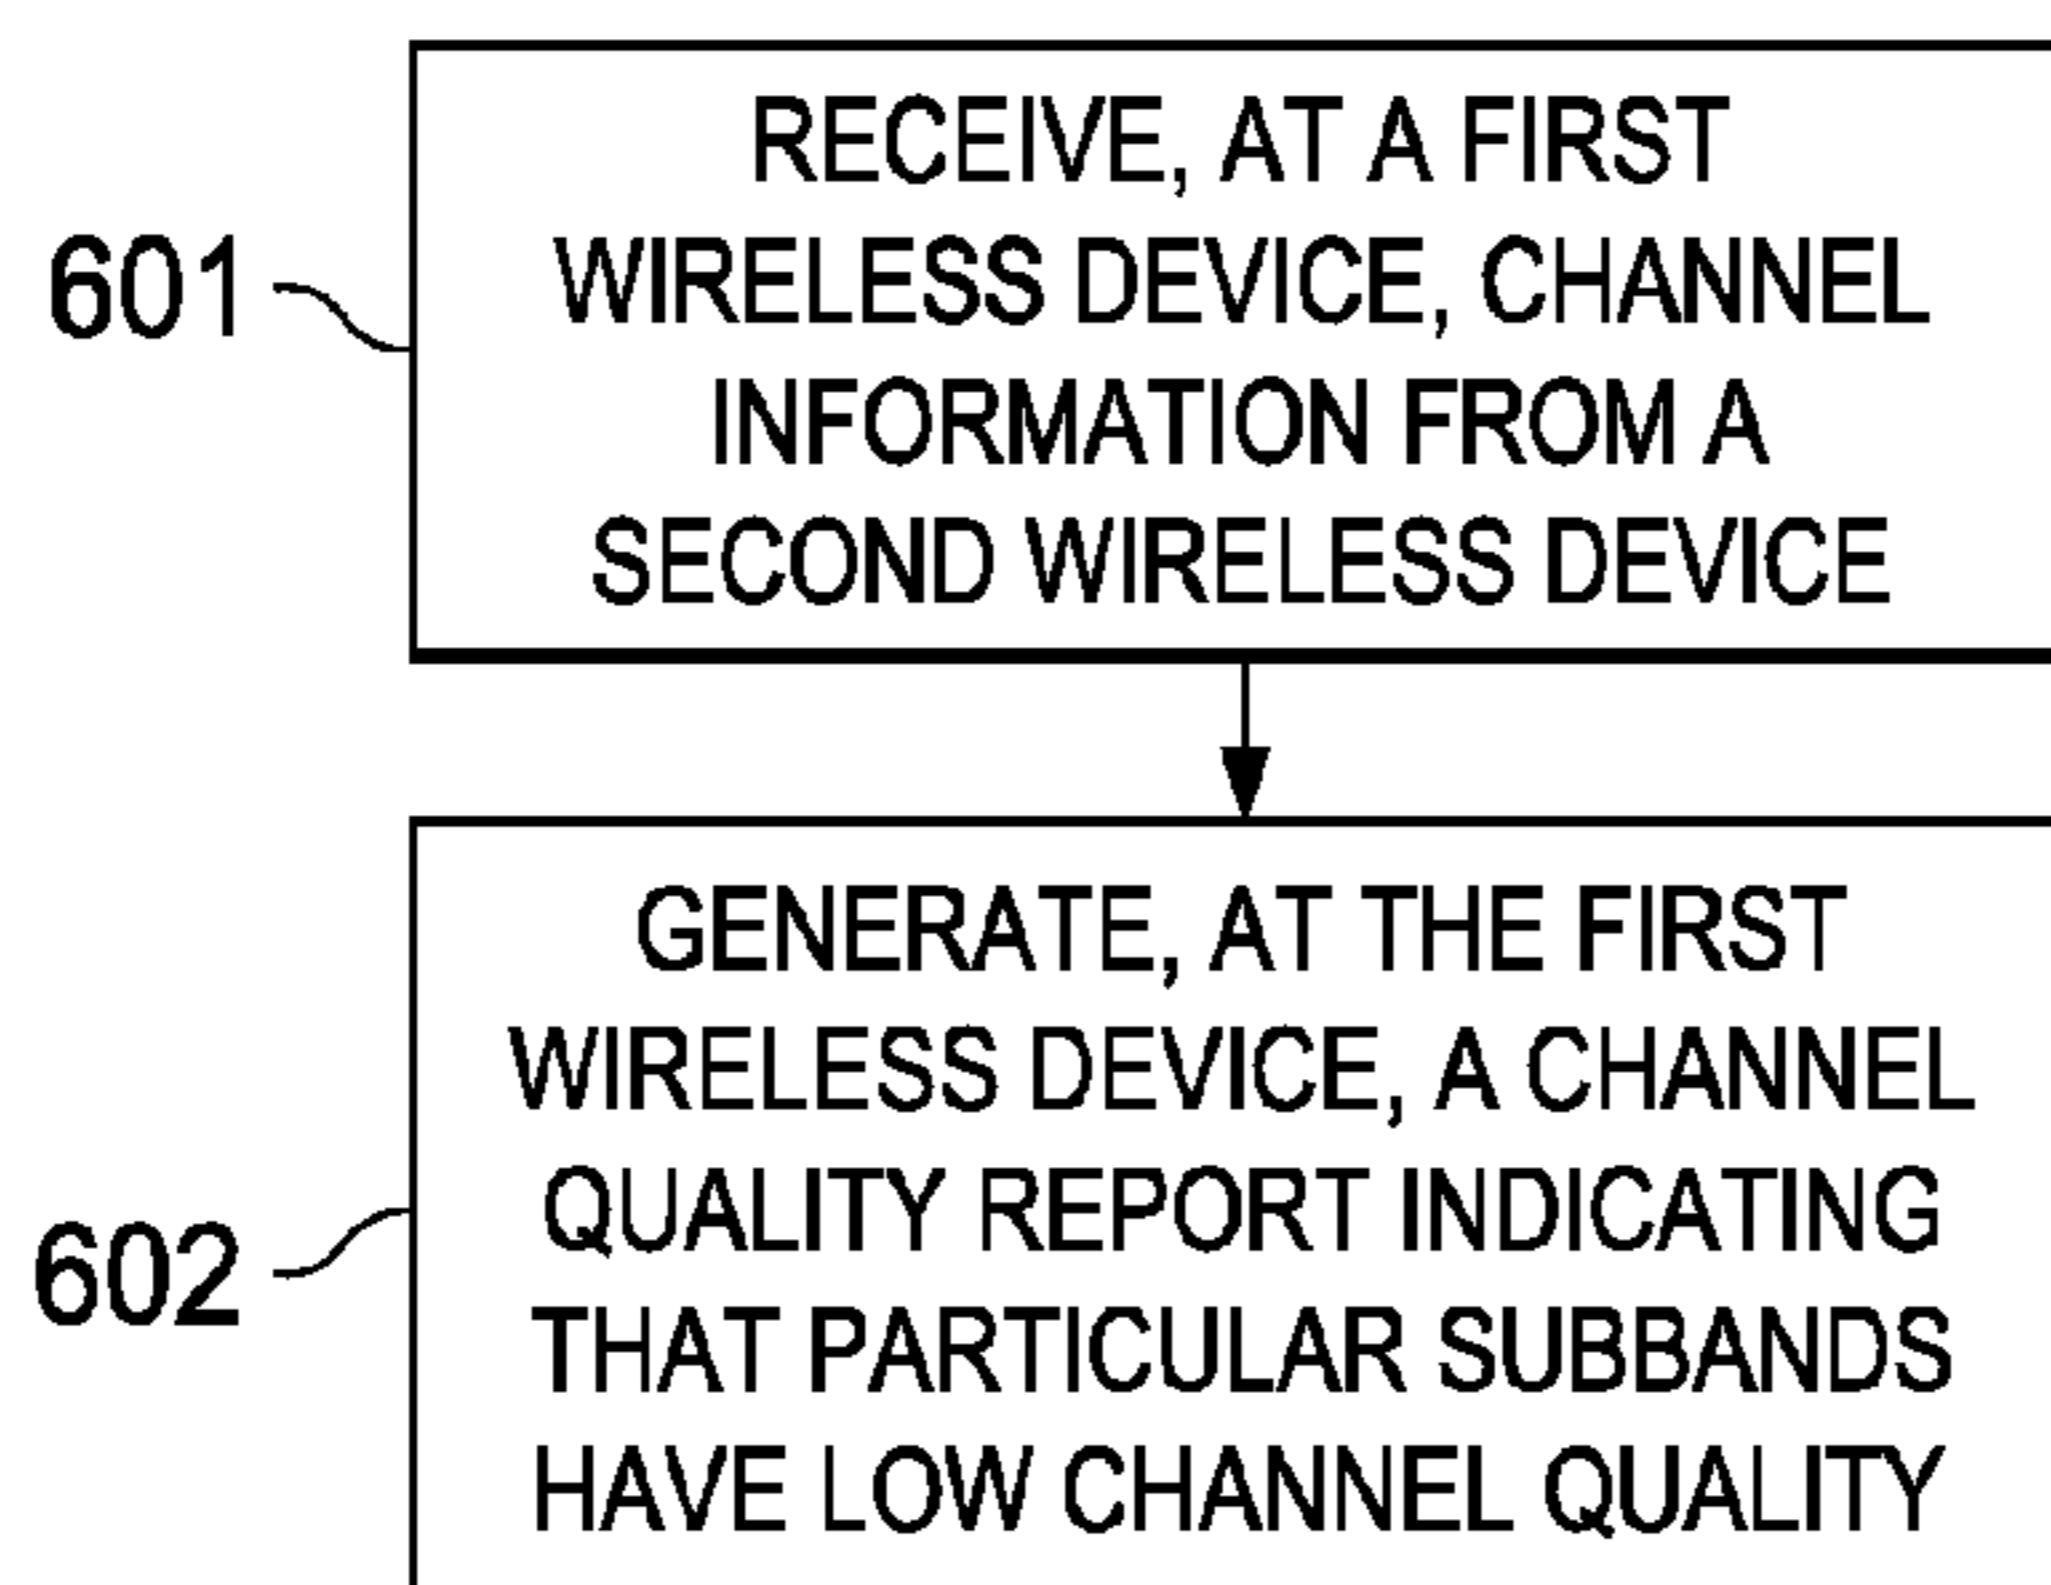 RECEIVE, AT A FIRST
WIRELESS DEVICE, CHANNEL
INFORMATION FROM A
SECOND WIRELESS DEVICE
601
GENERATE, AT THE FIRST
WIRELESS DEVICE, A CHANNEL
QUALITY REPORT INDICATING
THAT PARTICULAR SUBBANDS
HAVE LOW CHANNEL QUALITY
602